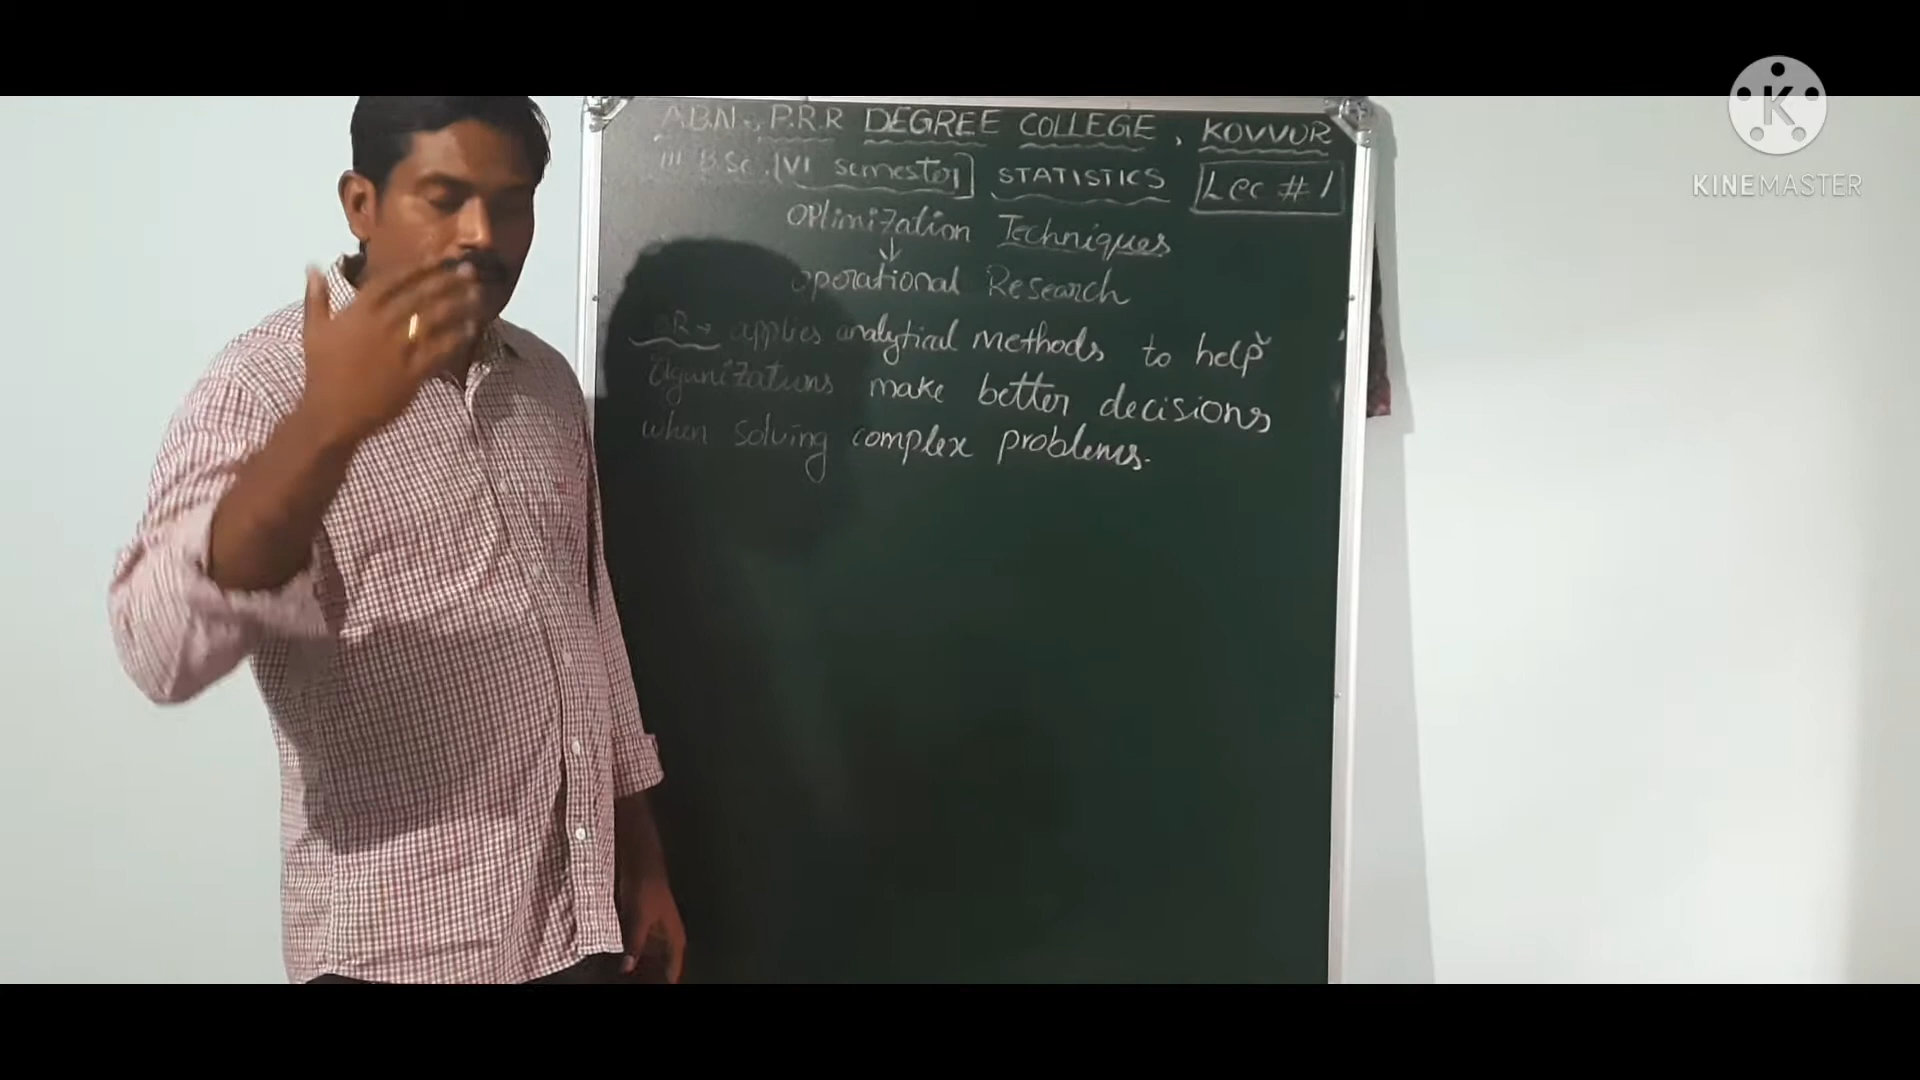 A.B.N., P.R.R DEGREE COLLEGE, KOVVUR
III B.Sc. [VI semester] STATISTICS Lec # 1
Optimization Techniques
↓
Operational Research
OR → applies analytical methods to help
organizations make better decisions
when solving complex problems.
K
KINEMASTER